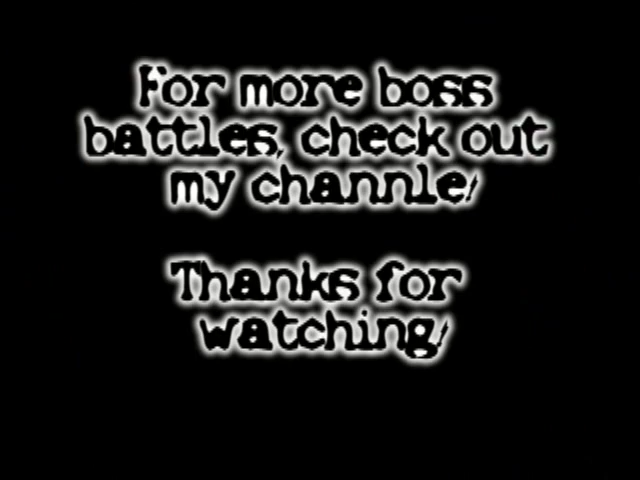 For more boss
battles, check out
my channle!
Thanks for
watching!